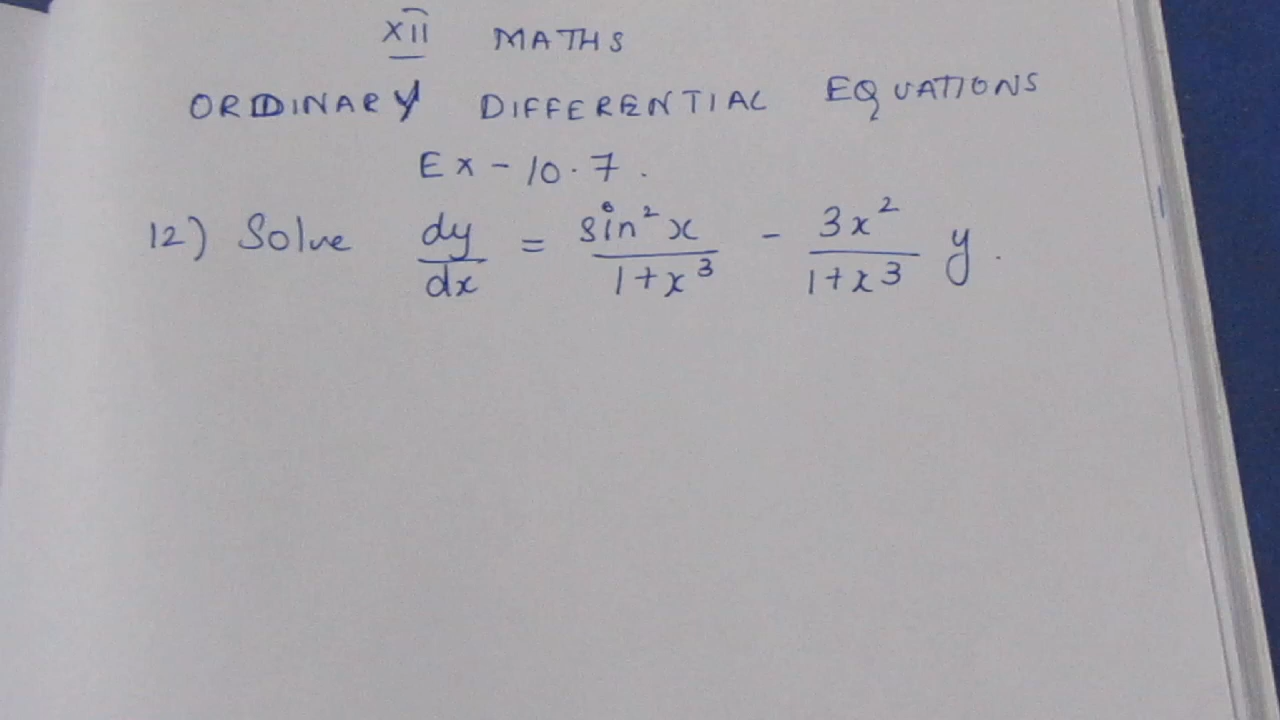 XII MATHS
ORDINARY DIFFERENTIAL EQUATIONS
Ex - 10.7.
12) Solve dy/dx = sin²x/1+x³ - 3x²/1+x³ y.